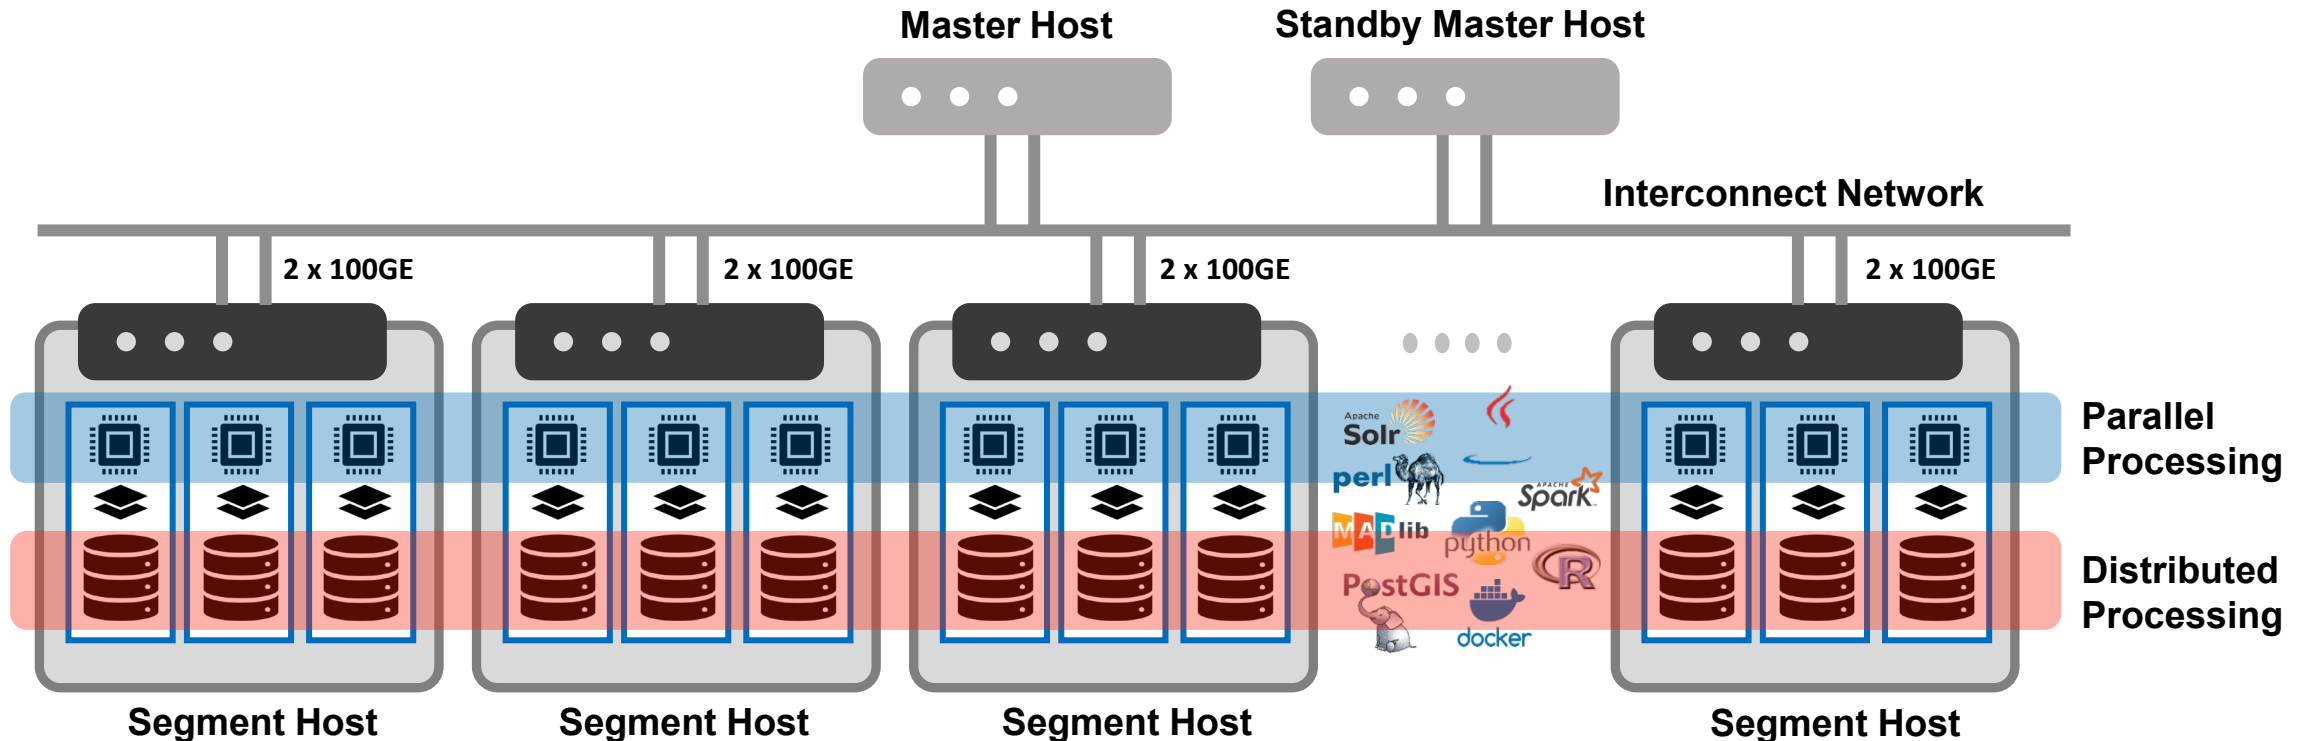 Master Host
Standby Master Host
Interconnect Network
2 x 100GE
2 x 100GE
2 x 100GE
2 x 100GE
Parallel
Processing
Apache
Solr
perl
APACHE
Spark
MADlib
python
R
PostGIS
docker
Distributed
Processing
Segment Host
Segment Host
Segment Host
Segment Host